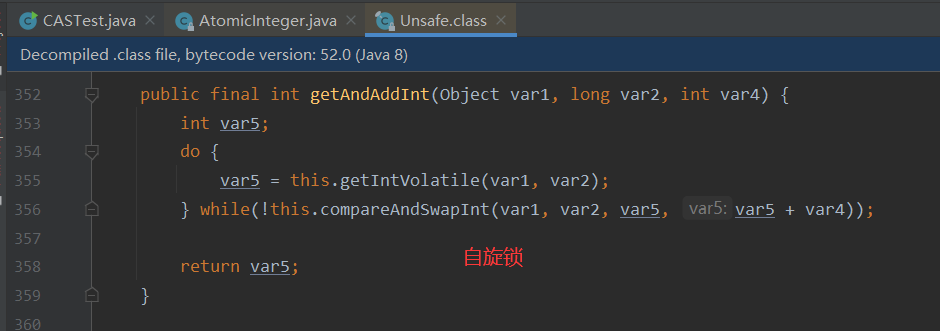 CASTest.java AtomicInteger.java Unsafe.class
Decompiled .class file, bytecode version: 52.0 (Java 8)
352 public final int getAndAddInt(Object var1, long var2, int var4) {
353 int var5;
354 do {
355 var5 = this.getIntVolatile(var1, var2);
356 } while(!this.compareAndSwapInt(var1, var2, var5, var5: var5 + var4));
357
自旋锁
358 return var5;
359 }
360